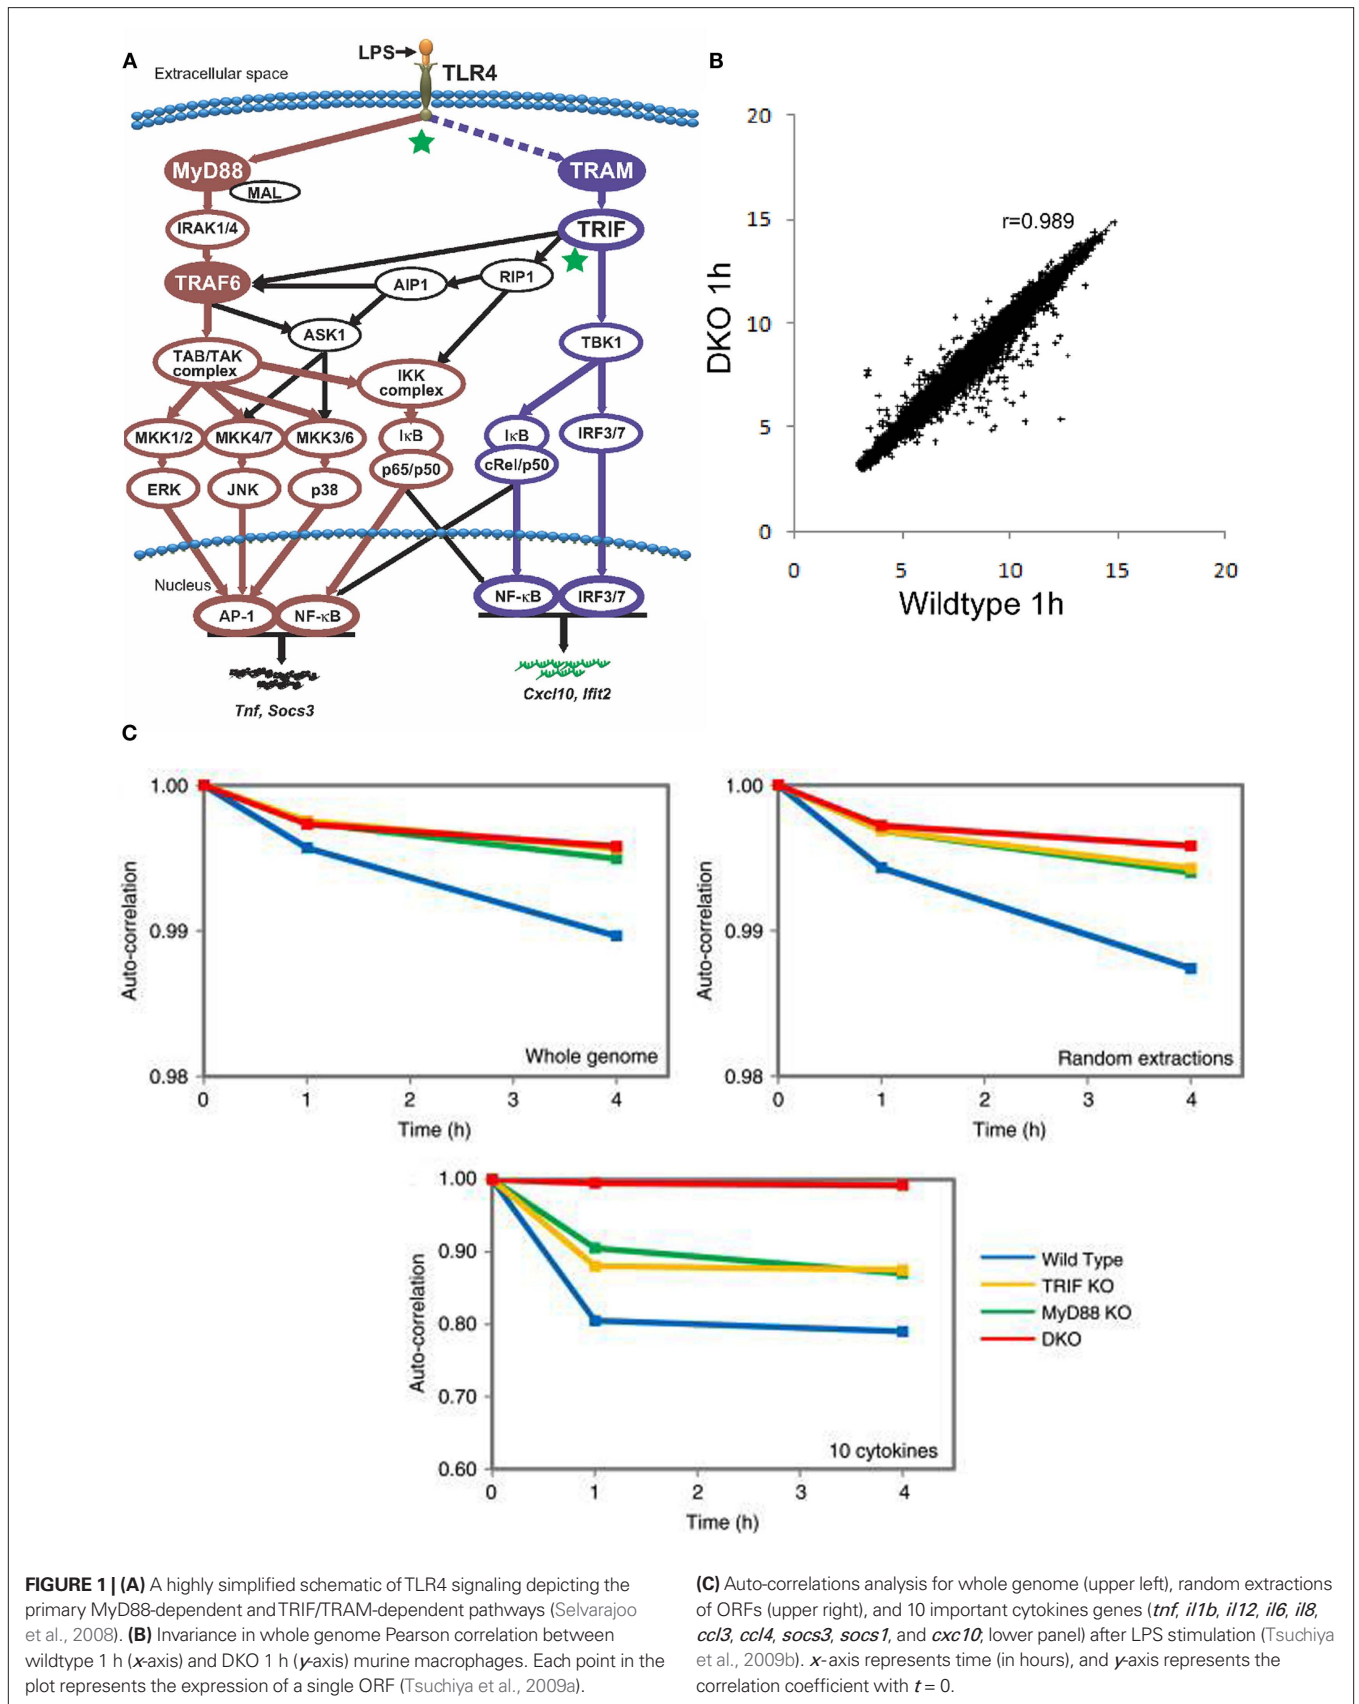 A
LPS
TLR4
Extracellular space
MyD88
MAL
TRAM
IRAK1/4
TRIF
TRAF6
AIP1
RIP1
ASK1
TBK1
TAB/TAK
complex
IKK
complex
MKK1/2
MKK4/7
MKK3/6
IκB
p65/p50
IκB
cRel/p50
IRF3/7
ERK
JNK
p38
Nucleus
AP-1
NF-κB
NF-κB
IRF3/7
Tnf, Socs3
Cxcl10, Ifit2
B
20
15
10
5
0
r=0.989
DKO 1h
0 5 10 15 20
Wildtype 1h
C
1.00
0.99
0.98
Auto-correlation
Whole genome
0 1 2 3 4
Time (h)
1.00
0.99
0.98
Auto-correlation
Random extractions
0 1 2 3 4
Time (h)
1.00
0.90
0.80
0.70
0.60
Auto-correlation
10 cytokines
0 1 2 3 4
Time (h)
Wild Type
TRIF KO
MyD88 KO
DKO
FIGURE 1 | (A) A highly simplified schematic of TLR4 signaling depicting the
primary MyD88-dependent and TRIF/TRAM-dependent pathways (Selvarajoo
et al., 2008). (B) Invariance in whole genome Pearson correlation between
wildtype 1 h (x-axis) and DKO 1 h (y-axis) murine macrophages. Each point in the
plot represents the expression of a single ORF (Tsuchiya et al., 2009a).
(C) Auto-correlations analysis for whole genome (upper left), random extractions
of ORFs (upper right), and 10 important cytokines genes (tnf, il1b, il12, il6, il8,
ccl3, ccl4, socs3, socs1, and cxc10; lower panel) after LPS stimulation (Tsuchiya
et al., 2009b). x- axis represents time (in hours), and y-axis represents the
correlation coefficient with t = 0.